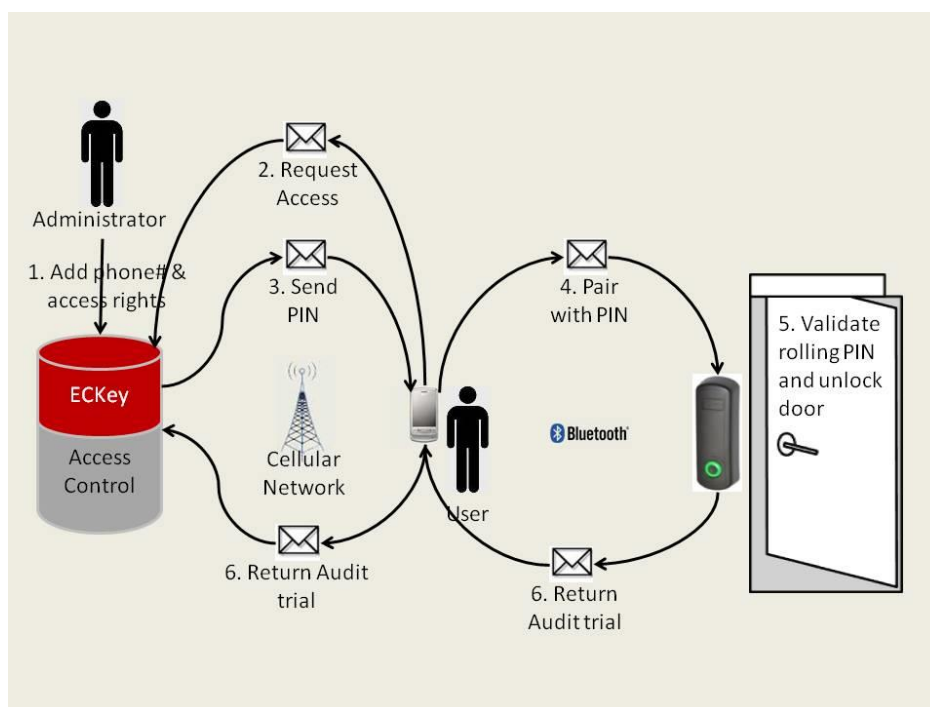 Administrator
1. Add phone# &
access rights
2. Request
Access
3. Send
PIN
4. Pair
with PIN
5. Validate
rolling PIN
and unlock
door
ECKey
Access
Control
Cellular
Network
User
Bluetooth
6. Return Audit
trial
6. Return
Audit trial